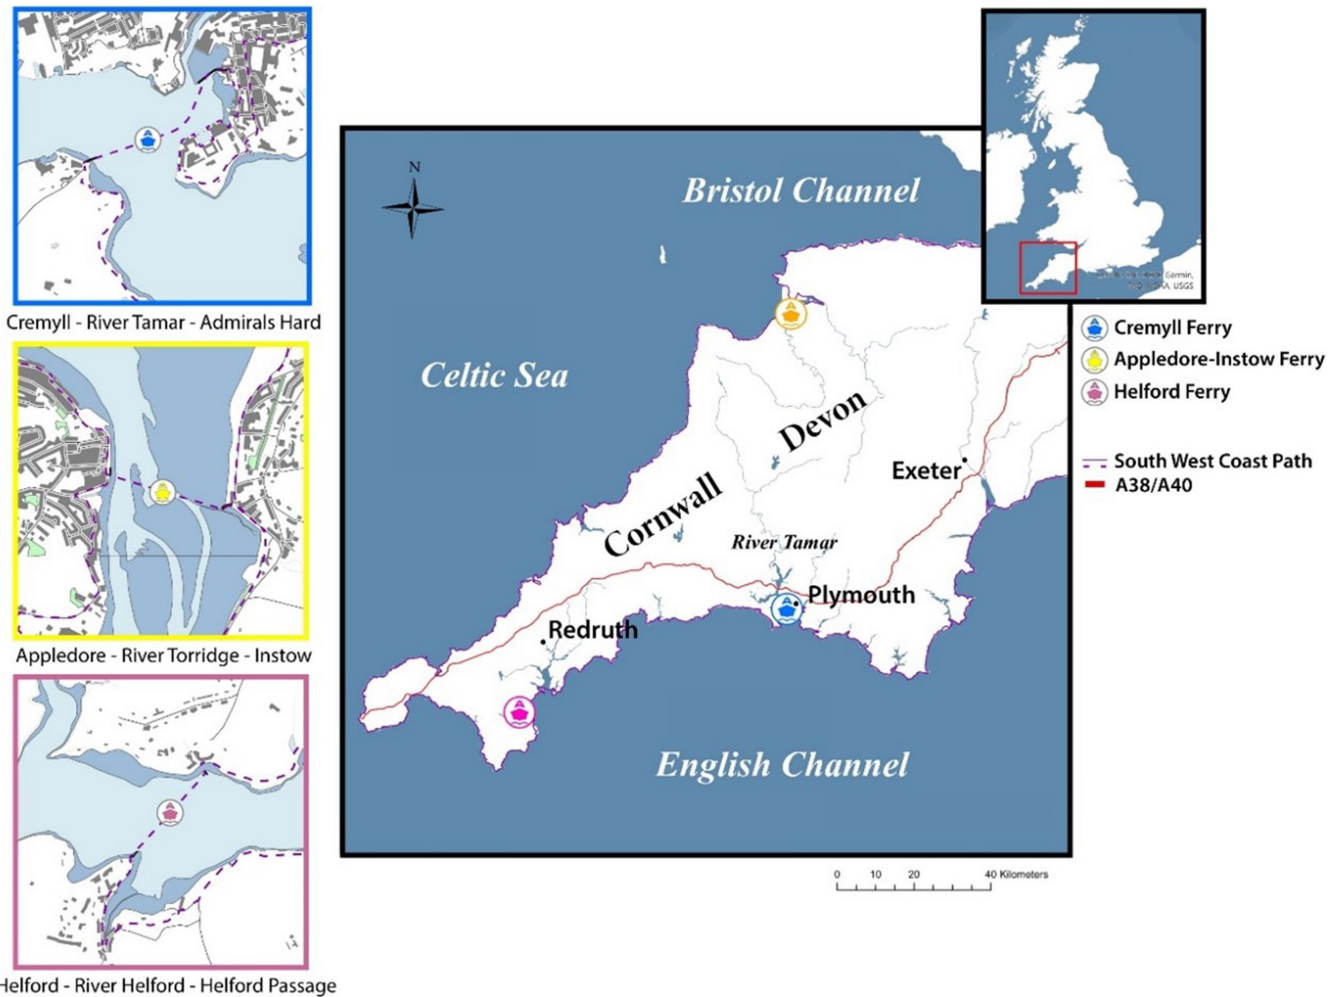 Cremyll - River Tamar - Admirals Hard
Appledore - River Torridge - Instow
Helford - River Helford - Helford Passage
N
Bristol Channel
Celtic Sea
Devon
Cornwall
Exeter
River Tamar
Plymouth
Redruth
English Channel
0 10 20 40 Kilometers
Garmin,
USGS
Cremyll Ferry
Appledore-Instow Ferry
Helford Ferry
South West Coast Path
A38/A40